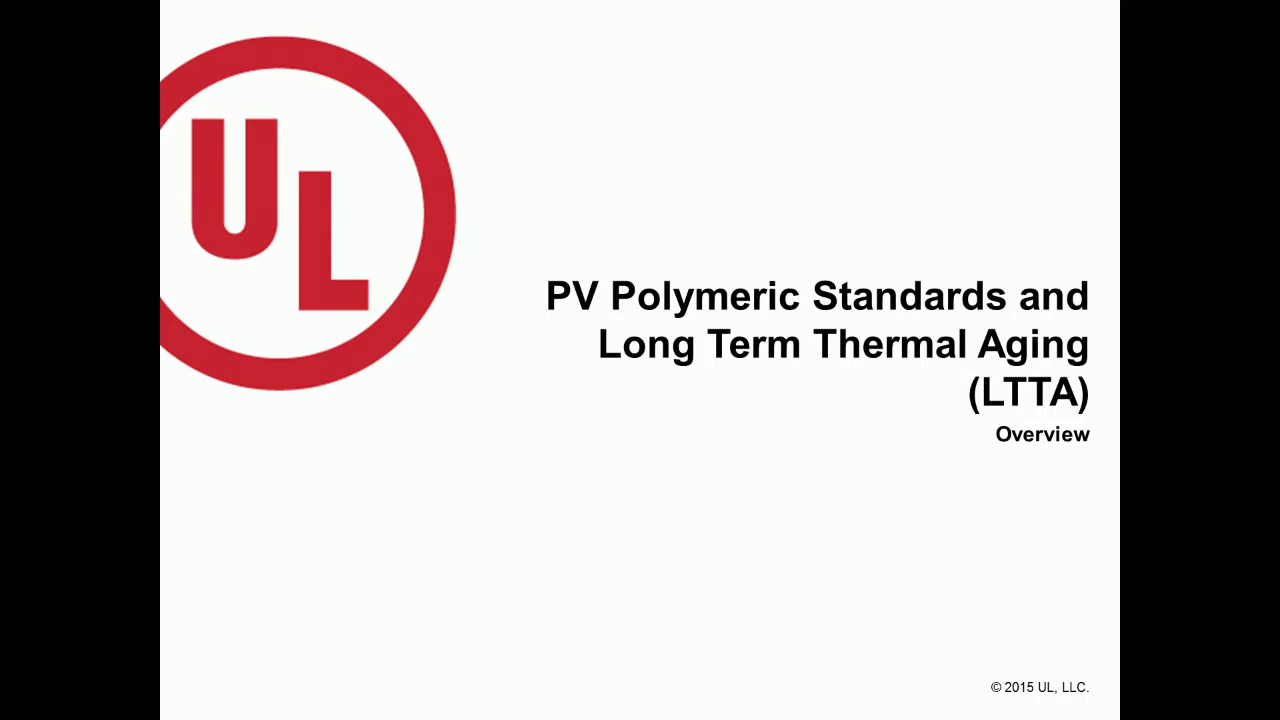 UL
PV Polymeric Standards and
Long Term Thermal Aging
(LTTA)
Overview
© 2015 UL, LLC.